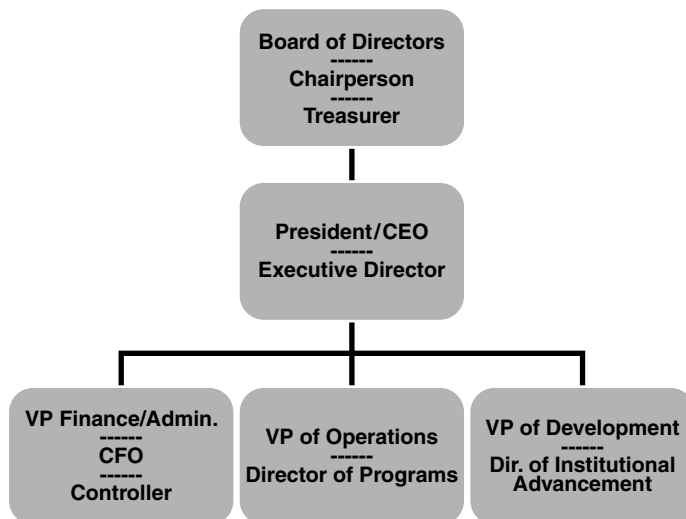 Board of Directors
------
Chairperson
------
Treasurer
President/CEO
------
Executive Director
VP Finance/Admin.
------
CFO
------
Controller
VP of Operations
------
Director of Programs
VP of Development
------
Dir. of Institutional
Advancement